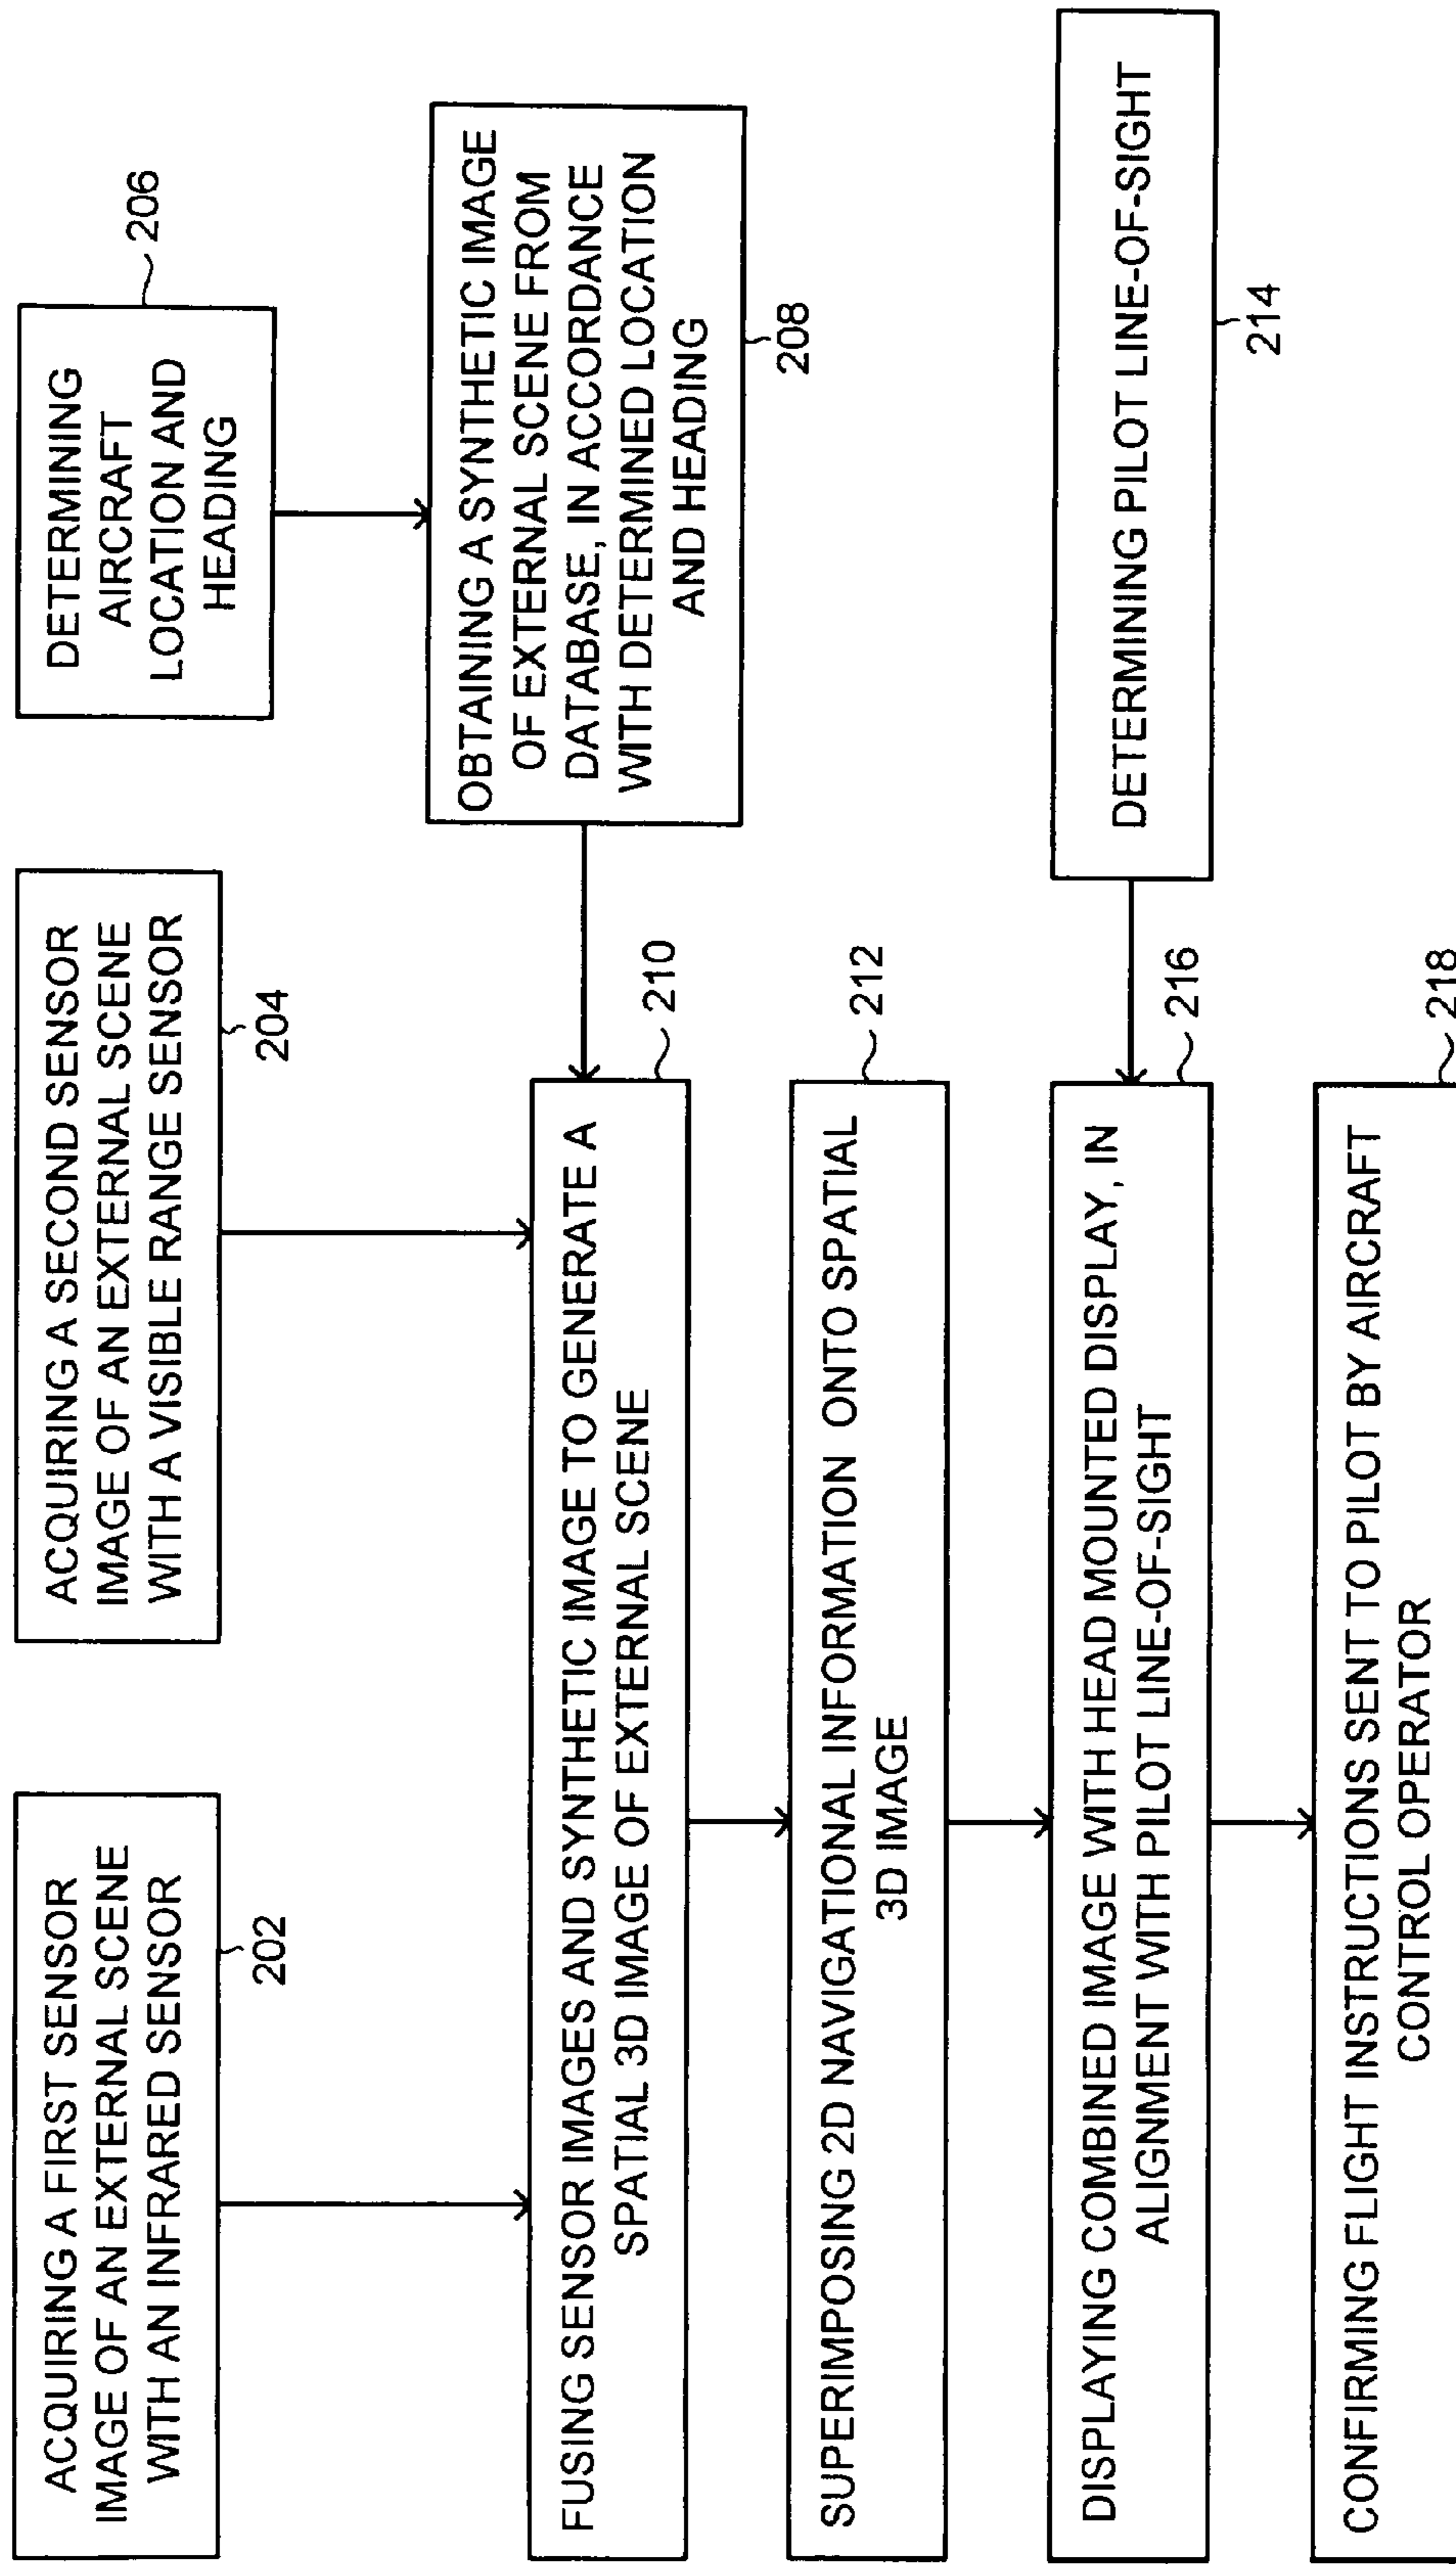 ACQUIRING A FIRST SENSOR
IMAGE OF AN EXTERNAL SCENE
WITH AN INFRARED SENSOR
202
ACQUIRING A SECOND SENSOR
IMAGE OF AN EXTERNAL SCENE
WITH A VISIBLE RANGE SENSOR
204
DETERMINING
AIRCRAFT
LOCATION AND
HEADING
206
OBTAINING A SYNTHETIC IMAGE
OF EXTERNAL SCENE FROM
DATABASE, IN ACCORDANCE
WITH DETERMINED LOCATION
AND HEADING
208
FUSING SENSOR IMAGES AND SYNTHETIC IMAGE TO GENERATE A
SPATIAL 3D IMAGE OF EXTERNAL SCENE
210
SUPERIMPOSING 2D NAVIGATIONAL INFORMATION ONTO SPATIAL
3D IMAGE
212
DETERMINING PILOT LINE-OF-SIGHT
214
DISPLAYING COMBINED IMAGE WITH HEAD MOUNTED DISPLAY, IN
ALIGNMENT WITH PILOT LINE-OF-SIGHT
216
CONFIRMING FLIGHT INSTRUCTIONS SENT TO PILOT BY AIRCRAFT
CONTROL OPERATOR
218